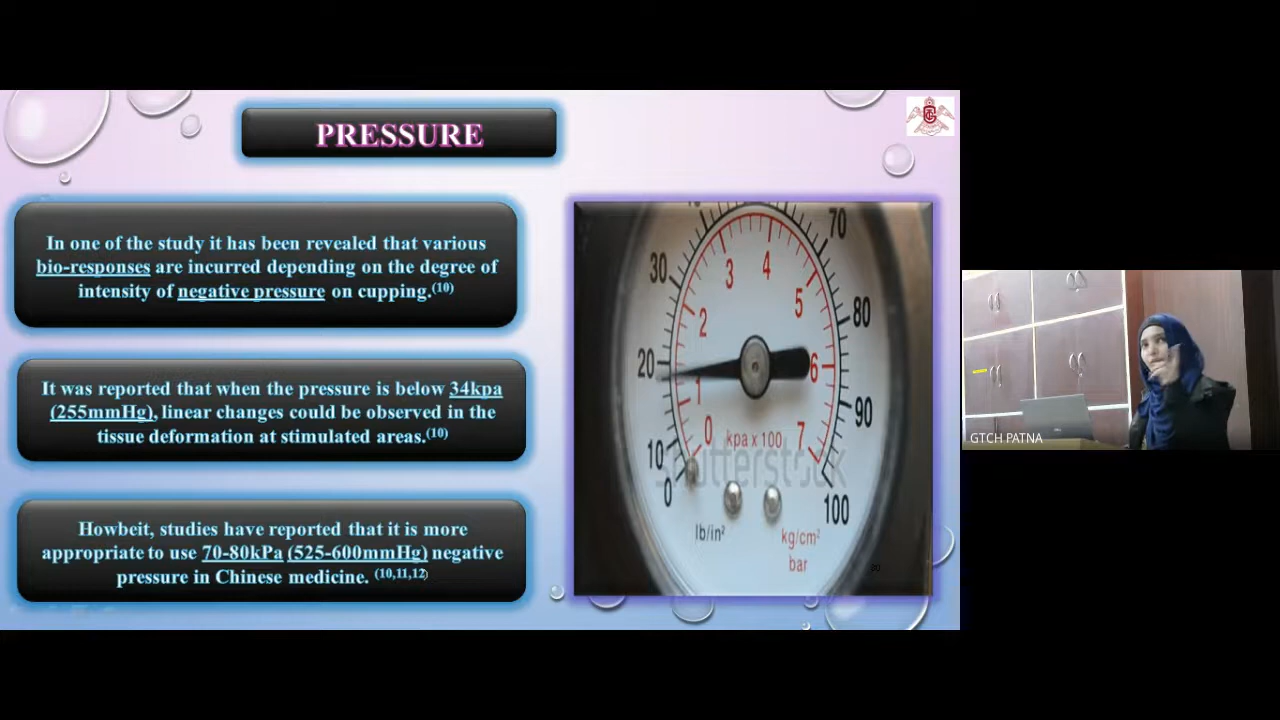 PRESSURE
In one of the study it has been revealed that various
bio-responses are incurred depending on the degree of
intensity of negative pressure on cupping.(10)
It was reported that when the pressure is below 34kpa
(255mmHg), linear changes could be observed in the
tissue deformation at stimulated areas.(10)
Howbeit, studies have reported that it is more
appropriate to use 70-80kPa (525-600mmHg) negative
pressure in Chinese medicine. (10,11,12)
70
30
3
4
5
80
2
20
1
6
90
0
kpa x 100
7
10
shutterstock
0
100
lb/in²
kg/cm²
bar
GTCH PATNA